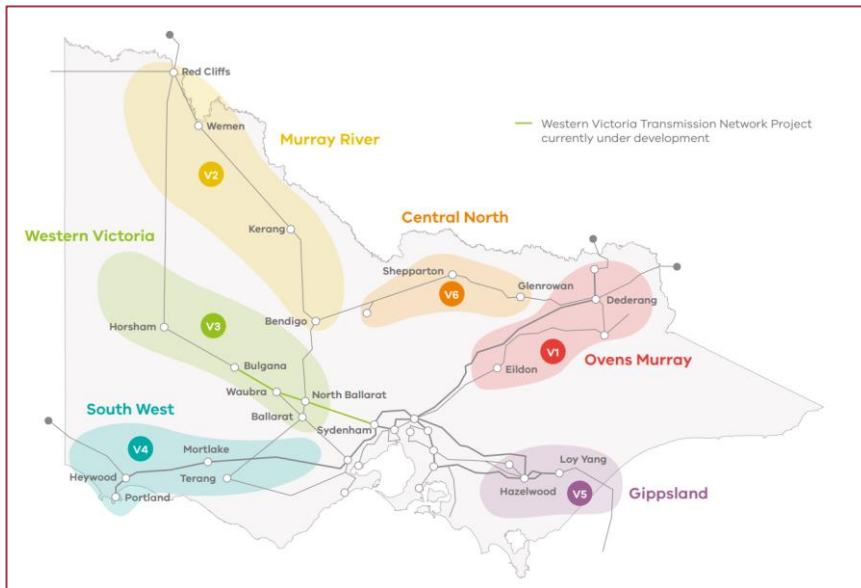 Red Cliffs
Wemen
Western Victoria Transmission Network Project
currently under development
Murray River
V2
Central North
Kerang
Western Victoria
Shepparton
Glenrowan
V6
Dederang
V3
Bendigo
Horsham
V1
Ovens Murray
Eildon
Bulgana
Waubra
North Ballarat
South West
Ballarat
Sydenham
V4
Mortlake
Loy Yang
Heywood
Terang
Hazelwood
V5
Gippsland
Portland